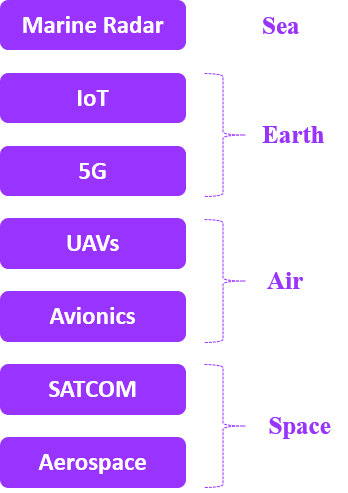 Marine Radar
Sea
IoT
5G
Earth
UAVs
Avionics
Air
SATCOM
Aerospace
Space